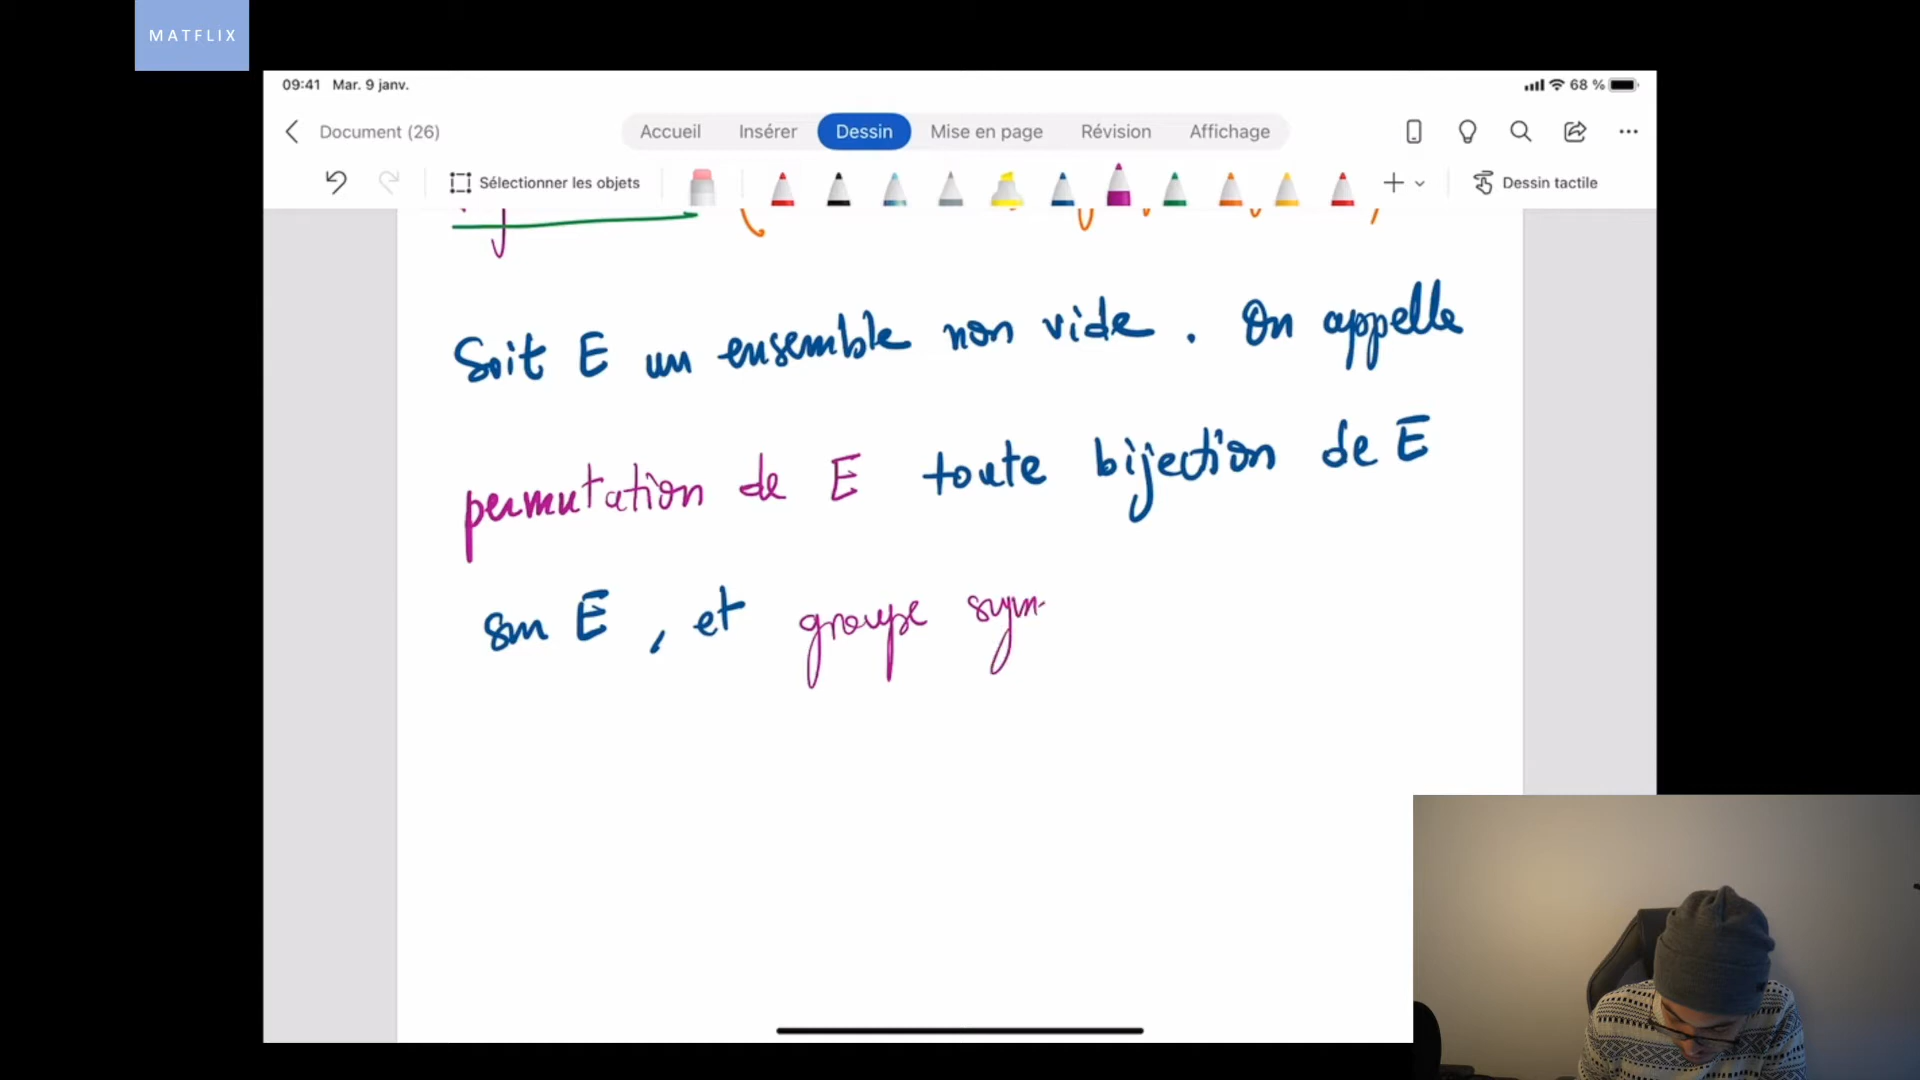 MATFLIX
09:41 Mar. 9 janv. 68 %
Document (26) Accueil Insérer Dessin Mise en page Révision Affichage
Sélectionner les objets Dessin tactile
Soit E un ensemble non vide. On appelle
permutation de E toute bijection de E
sur E, et groupe sym